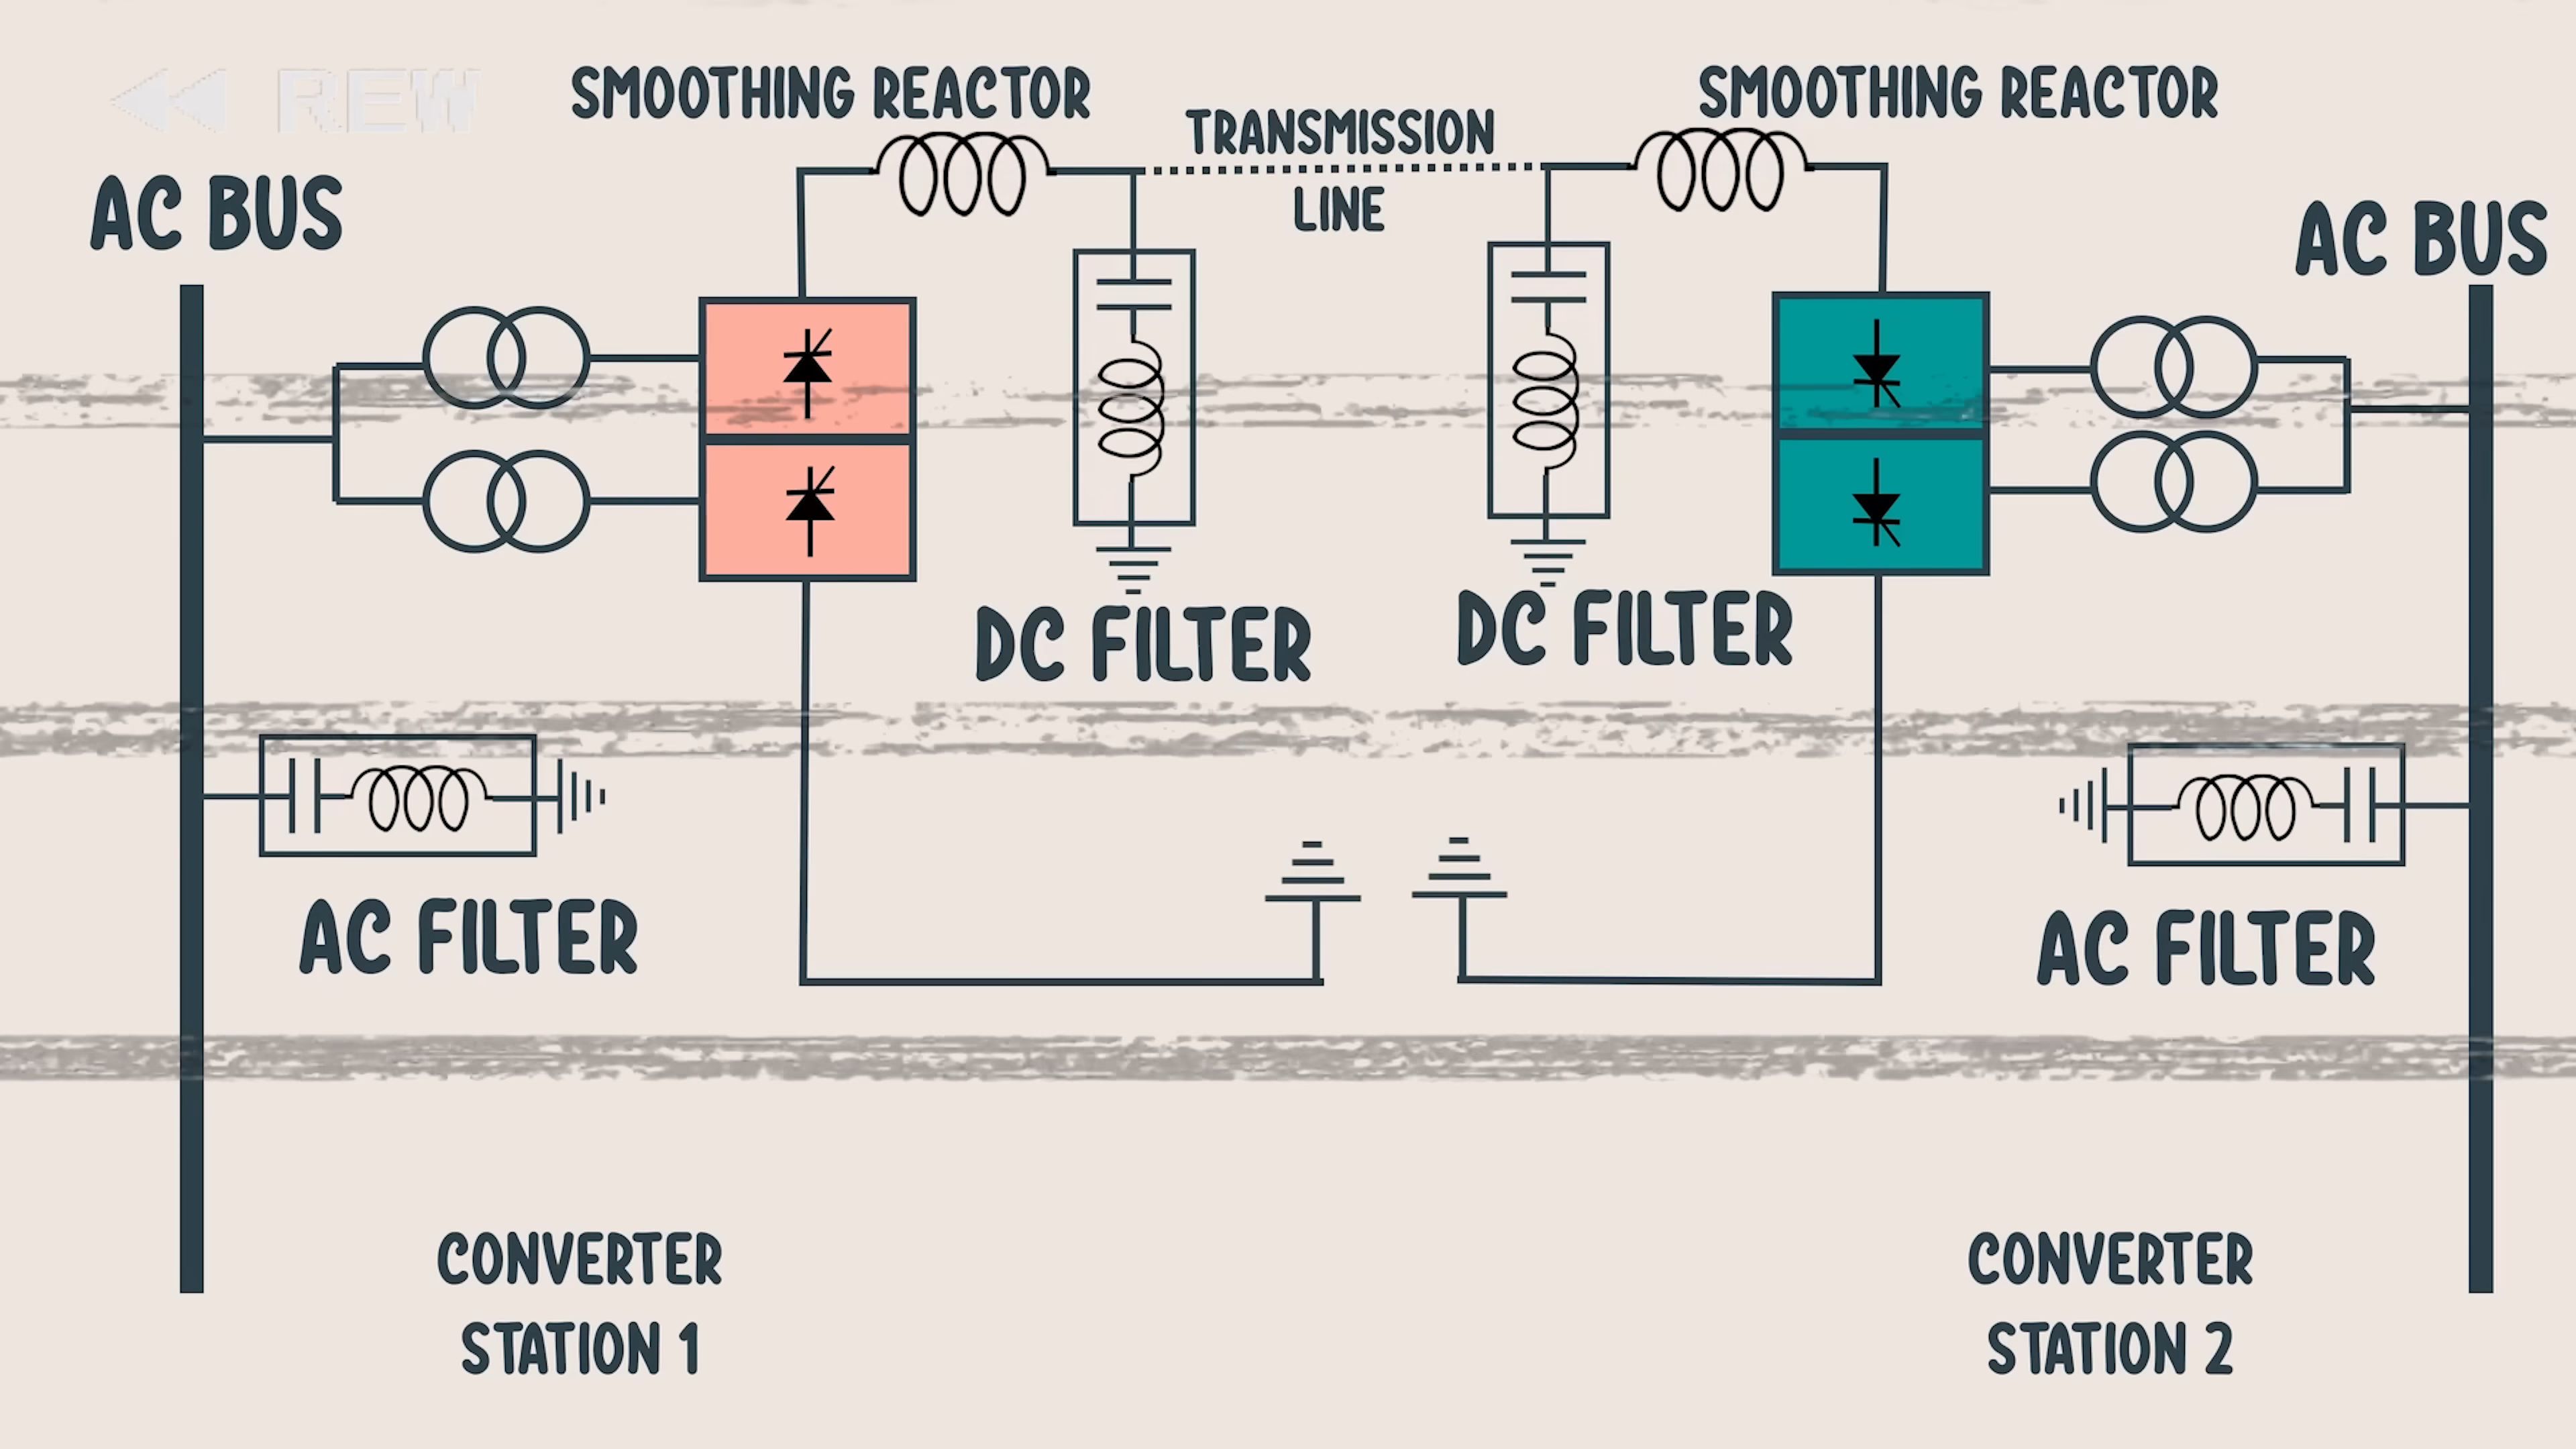 REW
SMOOTHING REACTOR
SMOOTHING REACTOR
TRANSMISSION
LINE
AC BUS
AC BUS
DC FILTER
DC FILTER
AC FILTER
AC FILTER
CONVERTER
STATION 1
CONVERTER
STATION 2